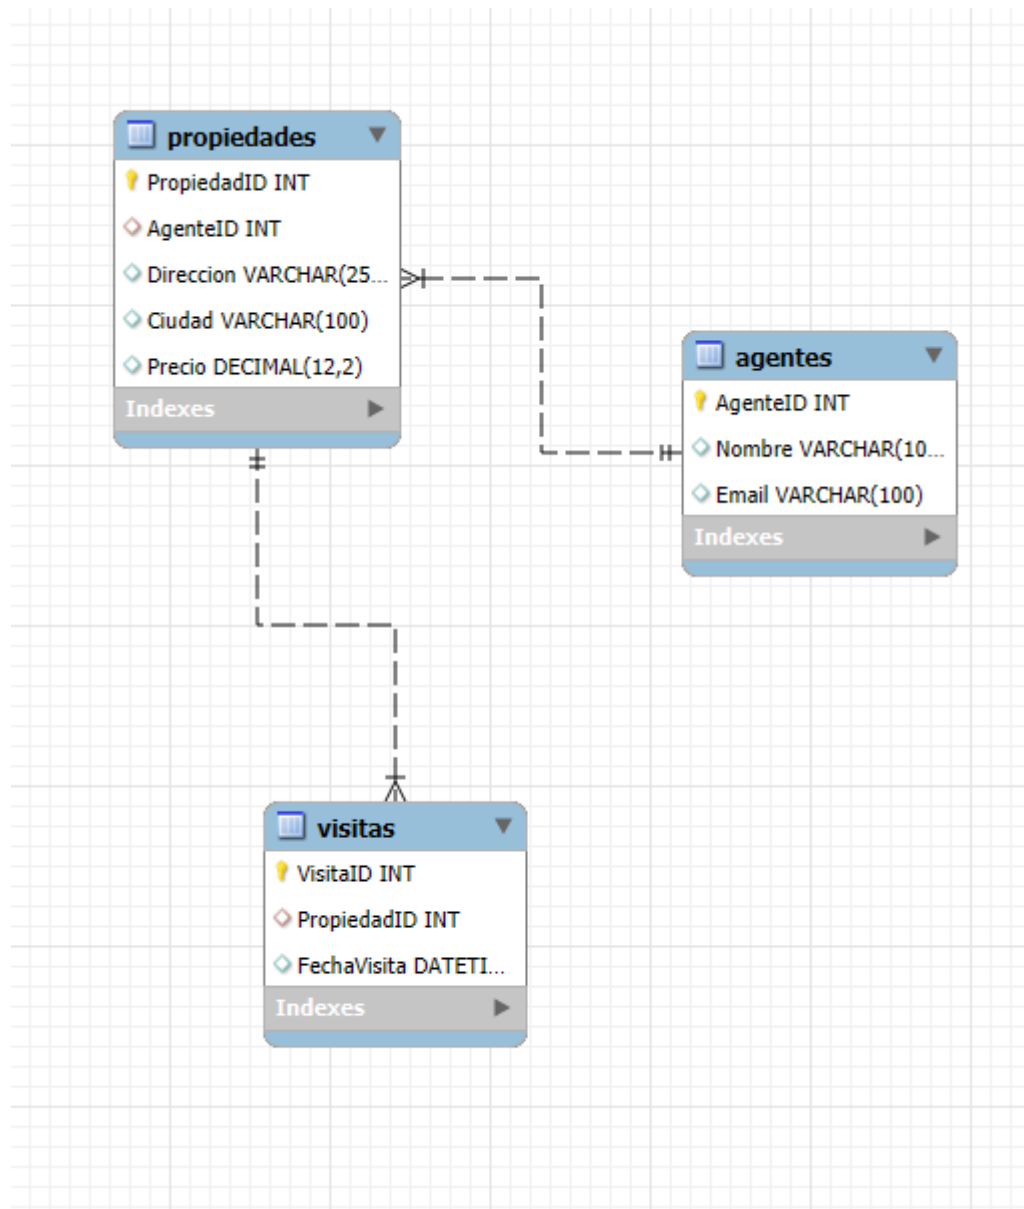 propiedades
PropiedadID INT
AgenteID INT
Direccion VARCHAR(25...
Ciudad VARCHAR(100)
Precio DECIMAL(12,2)
Indexes
agentes
AgenteID INT
Nombre VARCHAR(10...
Email VARCHAR(100)
Indexes
visitas
VisitaID INT
PropiedadID INT
FechaVisita DATETI...
Indexes